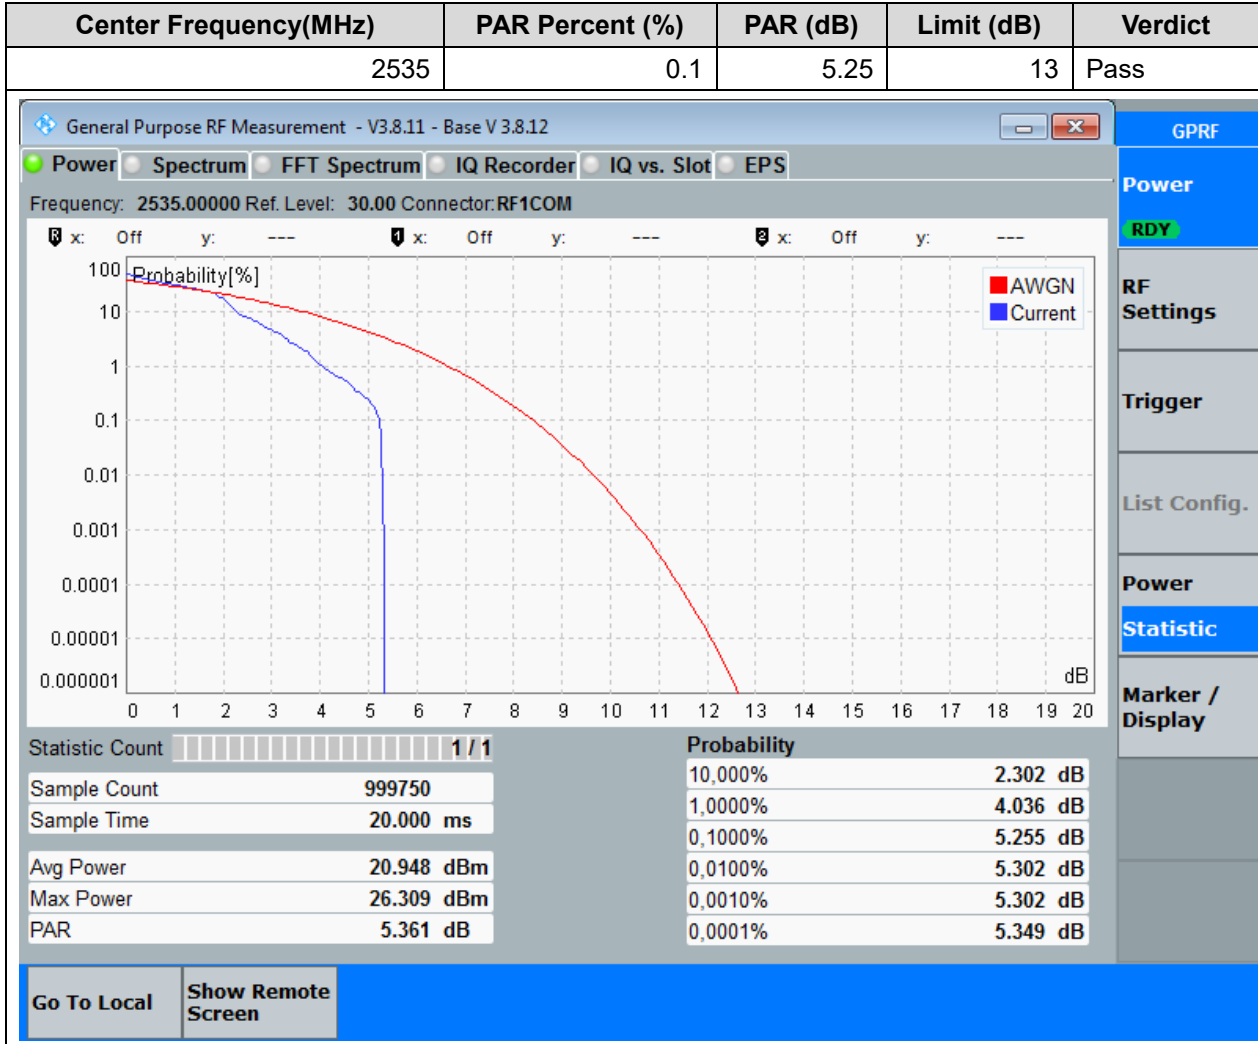 Center Frequency(MHz) PAR Percent (%) PAR (dB) Limit (dB) Verdict
2535 0.1 5.25 13 Pass
General Purpose RF Measurement - V3.8.11 - Base V 3.8.12
GPRF
Power Spectrum FFT Spectrum IQ Recorder IQ vs. Slot EPS
Frequency: 2535.00000 Ref. Level: 30.00 Connector:RF1COM
R x: Off y: --- 1 x: Off y: --- 2 x: Off y: ---
Probability[%]
AWGN
Current
100
10
1
0.1
0.01
0.001
0.0001
0.00001
0.000001
dB
0 1 2 3 4 5 6 7 8 9 10 11 12 13 14 15 16 17 18 19 20
Statistic Count 1 / 1
Sample Count 999750
Sample Time 20.000 ms
Avg Power 20.948 dBm
Max Power 26.309 dBm
PAR 5.361 dB
Probability
10,000% 2.302 dB
1,0000% 4.036 dB
0,1000% 5.255 dB
0,0100% 5.302 dB
0,0010% 5.302 dB
0,0001% 5.349 dB
Power
RDY
RF
Settings
Trigger
List Config.
Power
Statistic
Marker /
Display
Go To Local
Show Remote
Screen